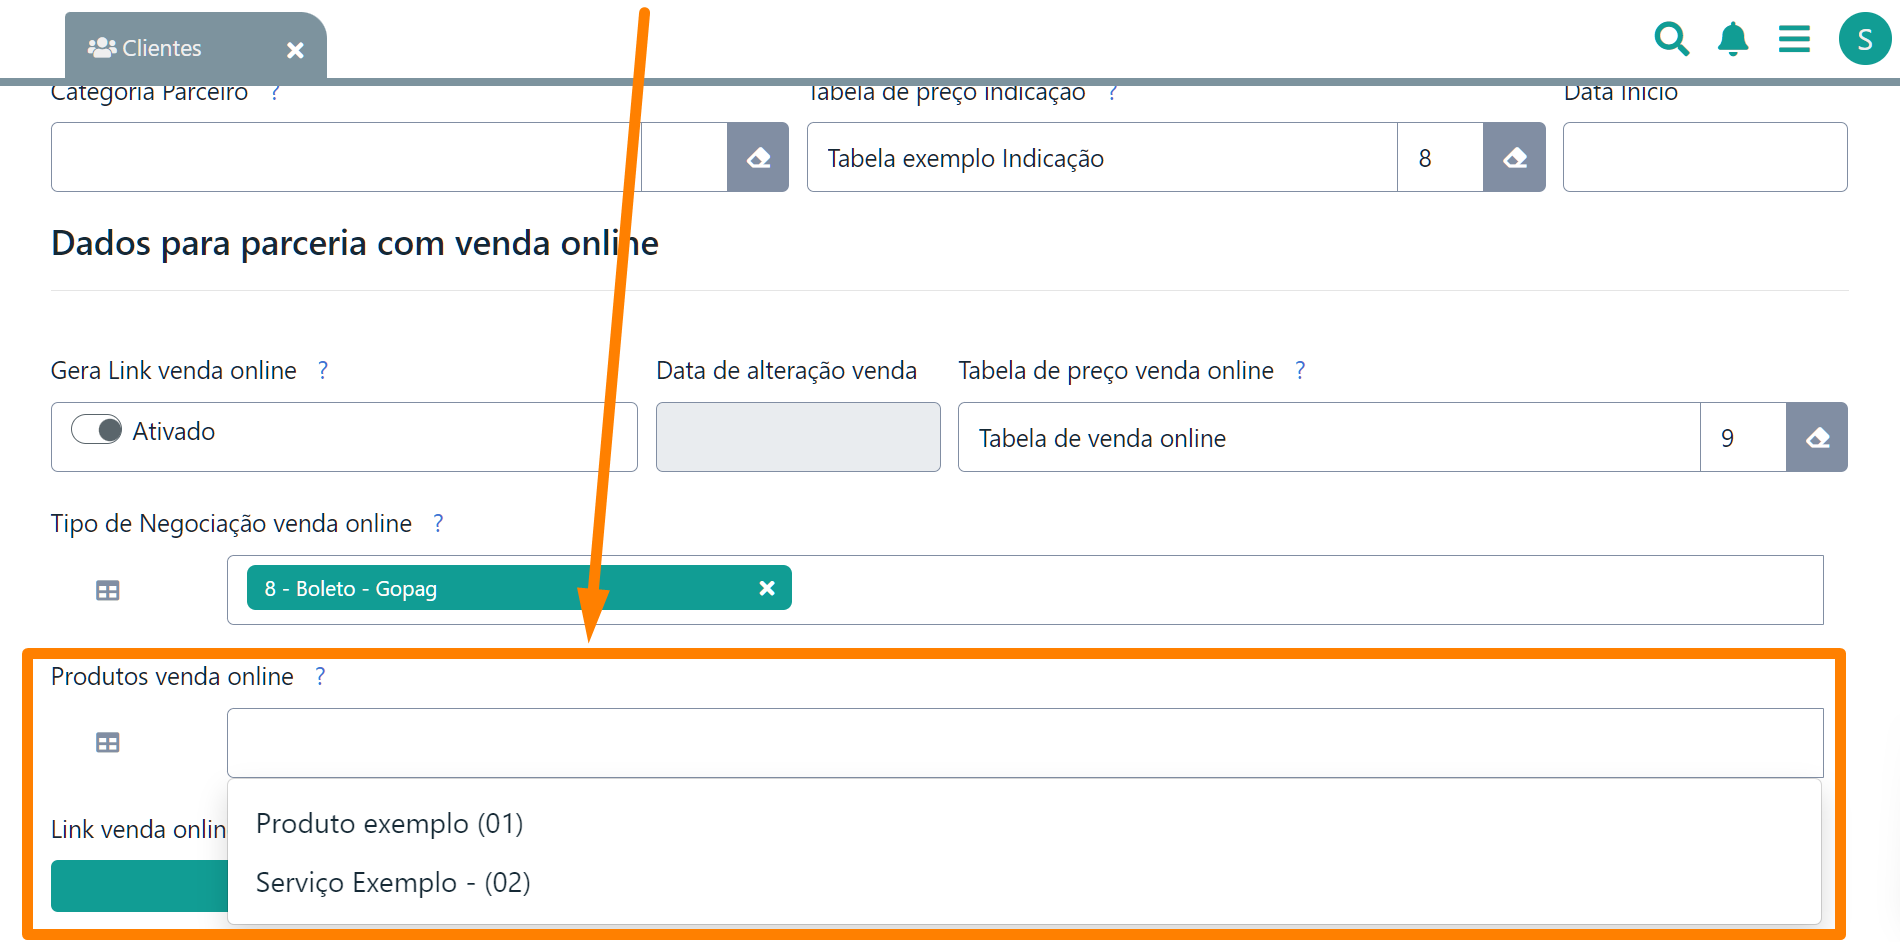 Clientes
S
Categoria Parceiro ?
Tabela de preço indicação ?
Data Início
Tabela exemplo Indicação 8
Dados para parceria com venda online
Gera Link venda online ?
Data de alteração venda
Tabela de preço venda online ?
Ativado
Tabela de venda online 9
Tipo de Negociação venda online ?
8 - Boleto - Gopag
Produtos venda online ?
Produto exemplo (01)
Link venda onlin
Serviço Exemplo - (02)